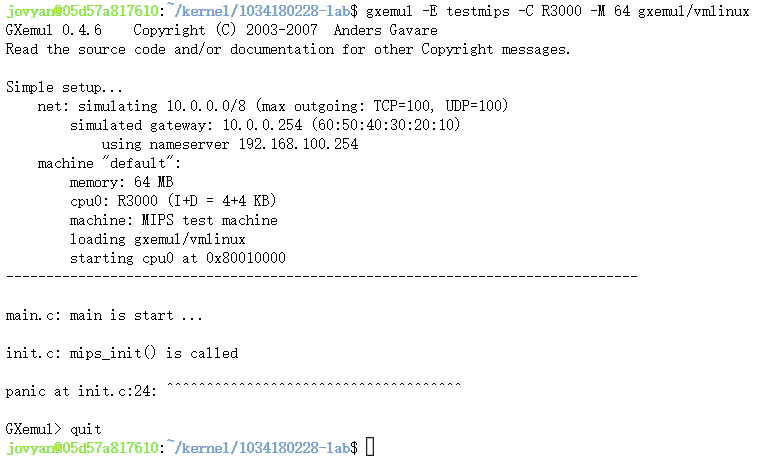 jovyan@05d57a817610:~/kernel/1034180228-lab$ gxemul -E testmips -C R3000 -M 64 gxemul/vmlinux
GXemul 0.4.6    Copyright (C) 2003-2007  Anders Gavare
Read the source code and/or documentation for other Copyright messages.

Simple setup...
    net: simulating 10.0.0.0/8 (max outgoing: TCP=100, UDP=100)
        simulated gateway: 10.0.0.254 (60:50:40:30:20:10)
            using nameserver 192.168.100.254
    machine "default":
        memory: 64 MB
        cpu0: R3000 (I+D = 4+4 KB)
        machine: MIPS test machine
        loading gxemul/vmlinux
        starting cpu0 at 0x80010000
-------------------------------------------------------------------------------

main.c: main is start ...

init.c: mips_init() is called

panic at init.c:24: ^^^^^^^^^^^^^^^^^^^^^^^^^^^^^^^^^^^^^

GXemul> quit
jovyan@05d57a817610:~/kernel/1034180228-lab$